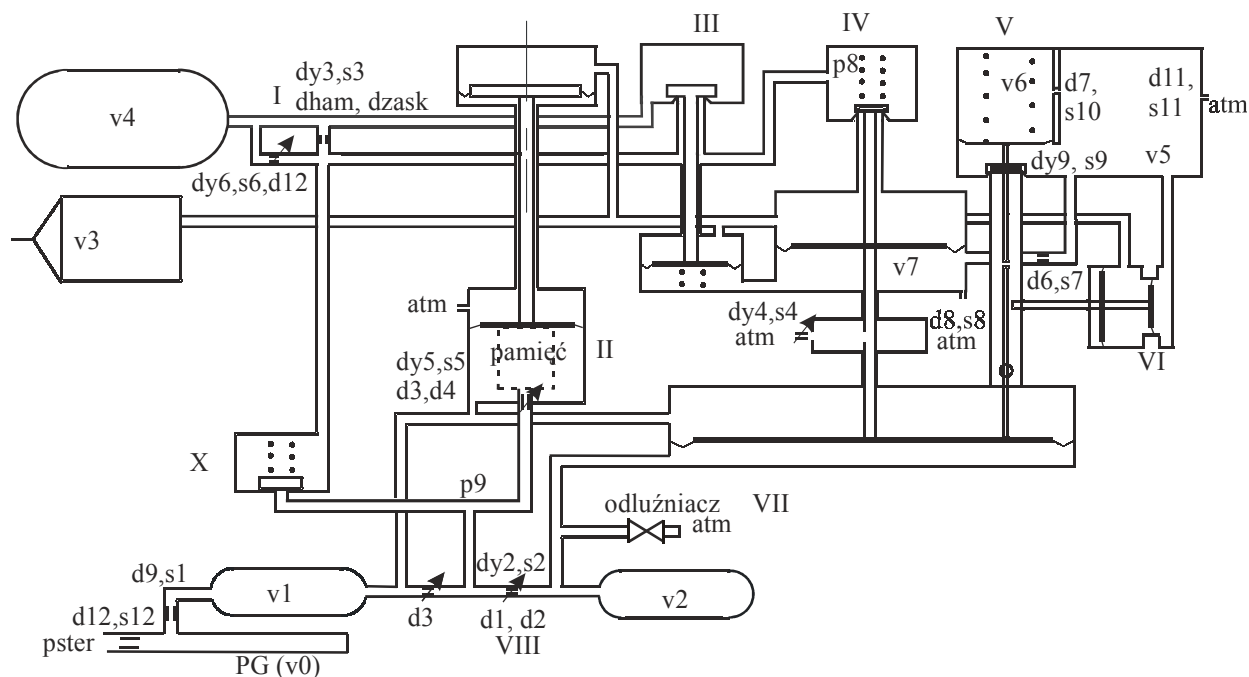 III
IV
V
dy3,s3
I
dham, dzask
p8
v6
d7,
s10
d11,
s11
atm
v4
dy6,s6,d12
dy9, s9
v5
v3
v7
d6,s7
atm
dy4,s4
atm
d8,s8
atm
VI
pamięć
II
dy5,s5
d3,d4
X
p9
odluźniacz
atm
VII
d9,s1
v1
dy2,s2
v2
d12,s12
d3
d1, d2
VIII
pster
PG (v0)